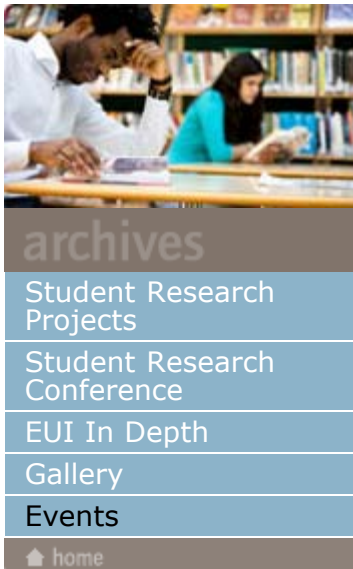 archives
Student Research
Projects
Student Research
Conference
EUI In Depth
Gallery
Events
home